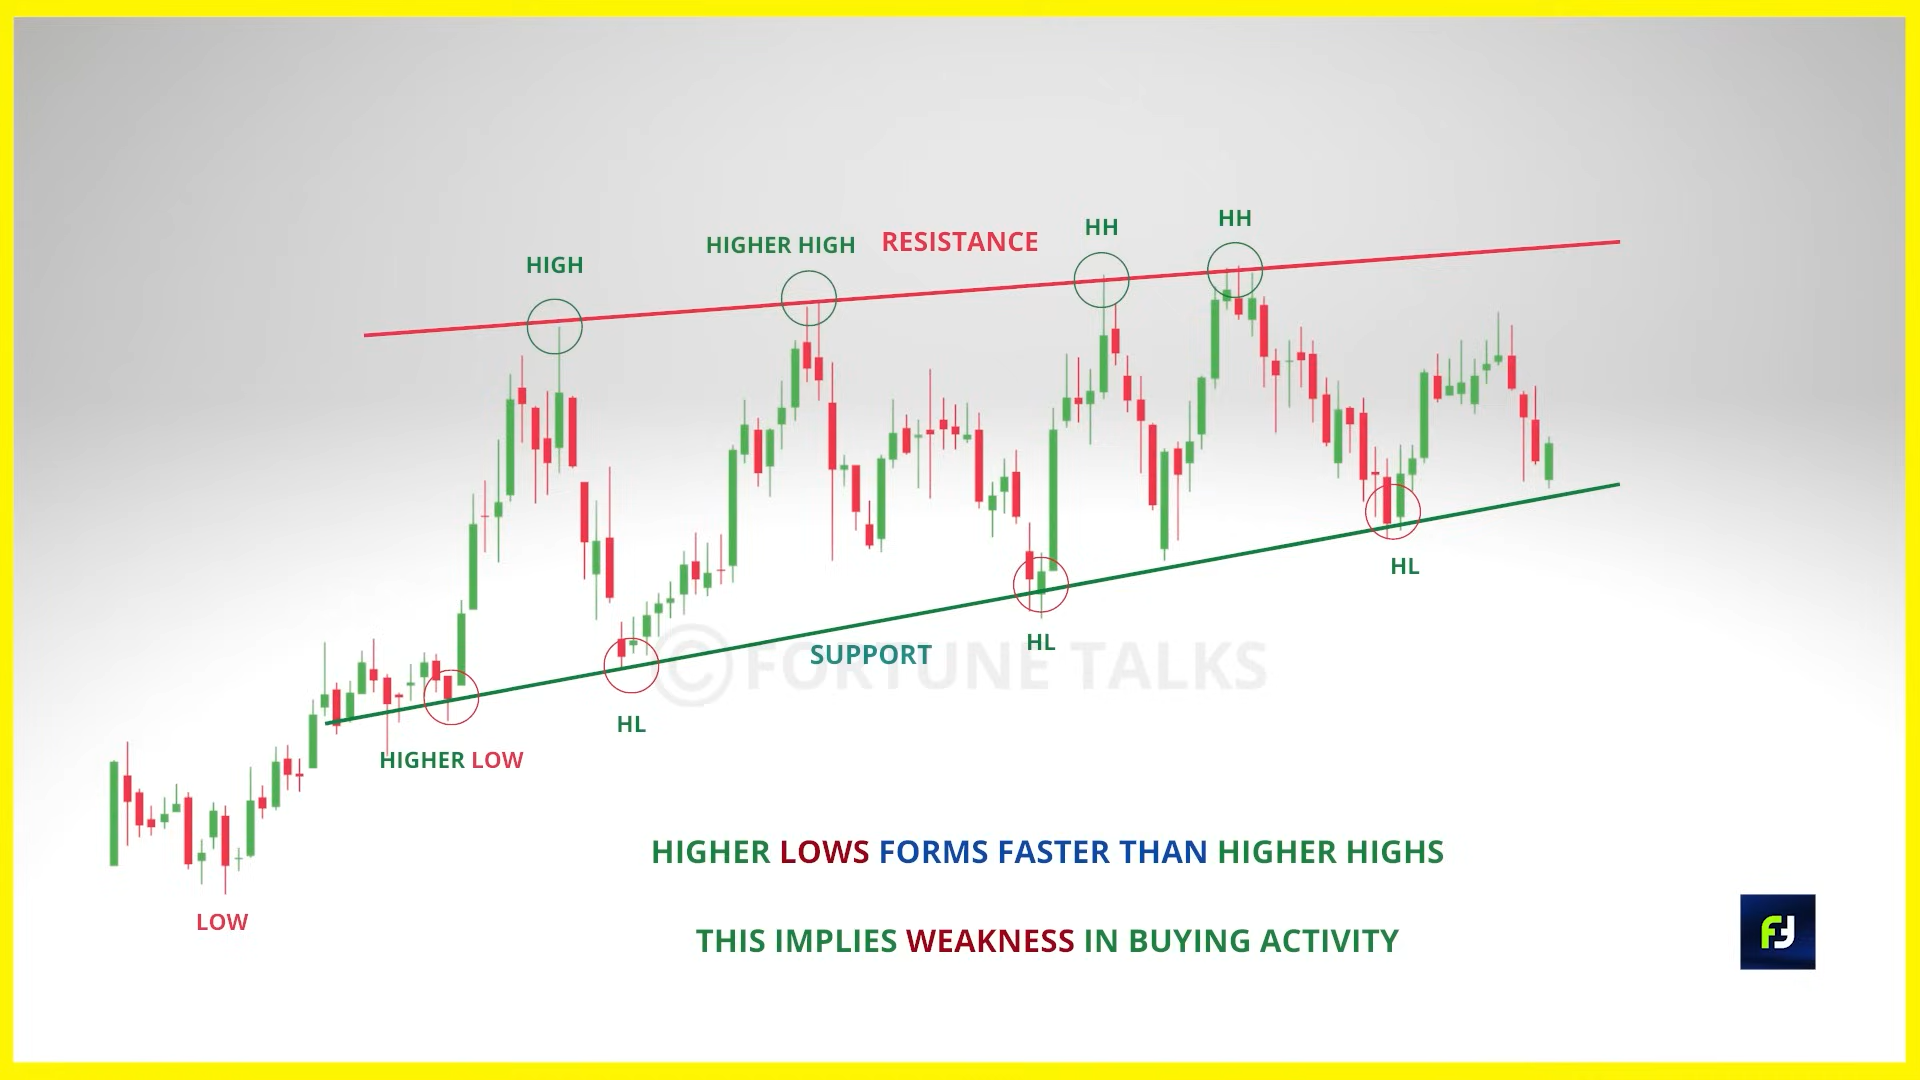 HH
HH
HIGHER HIGH
RESISTANCE
HIGH
HL
HL
© FORTUNE TALKS
SUPPORT
HL
HIGHER LOW
HIGHER LOWS FORMS FASTER THAN HIGHER HIGHS
LOW
THIS IMPLIES WEAKNESS IN BUYING ACTIVITY